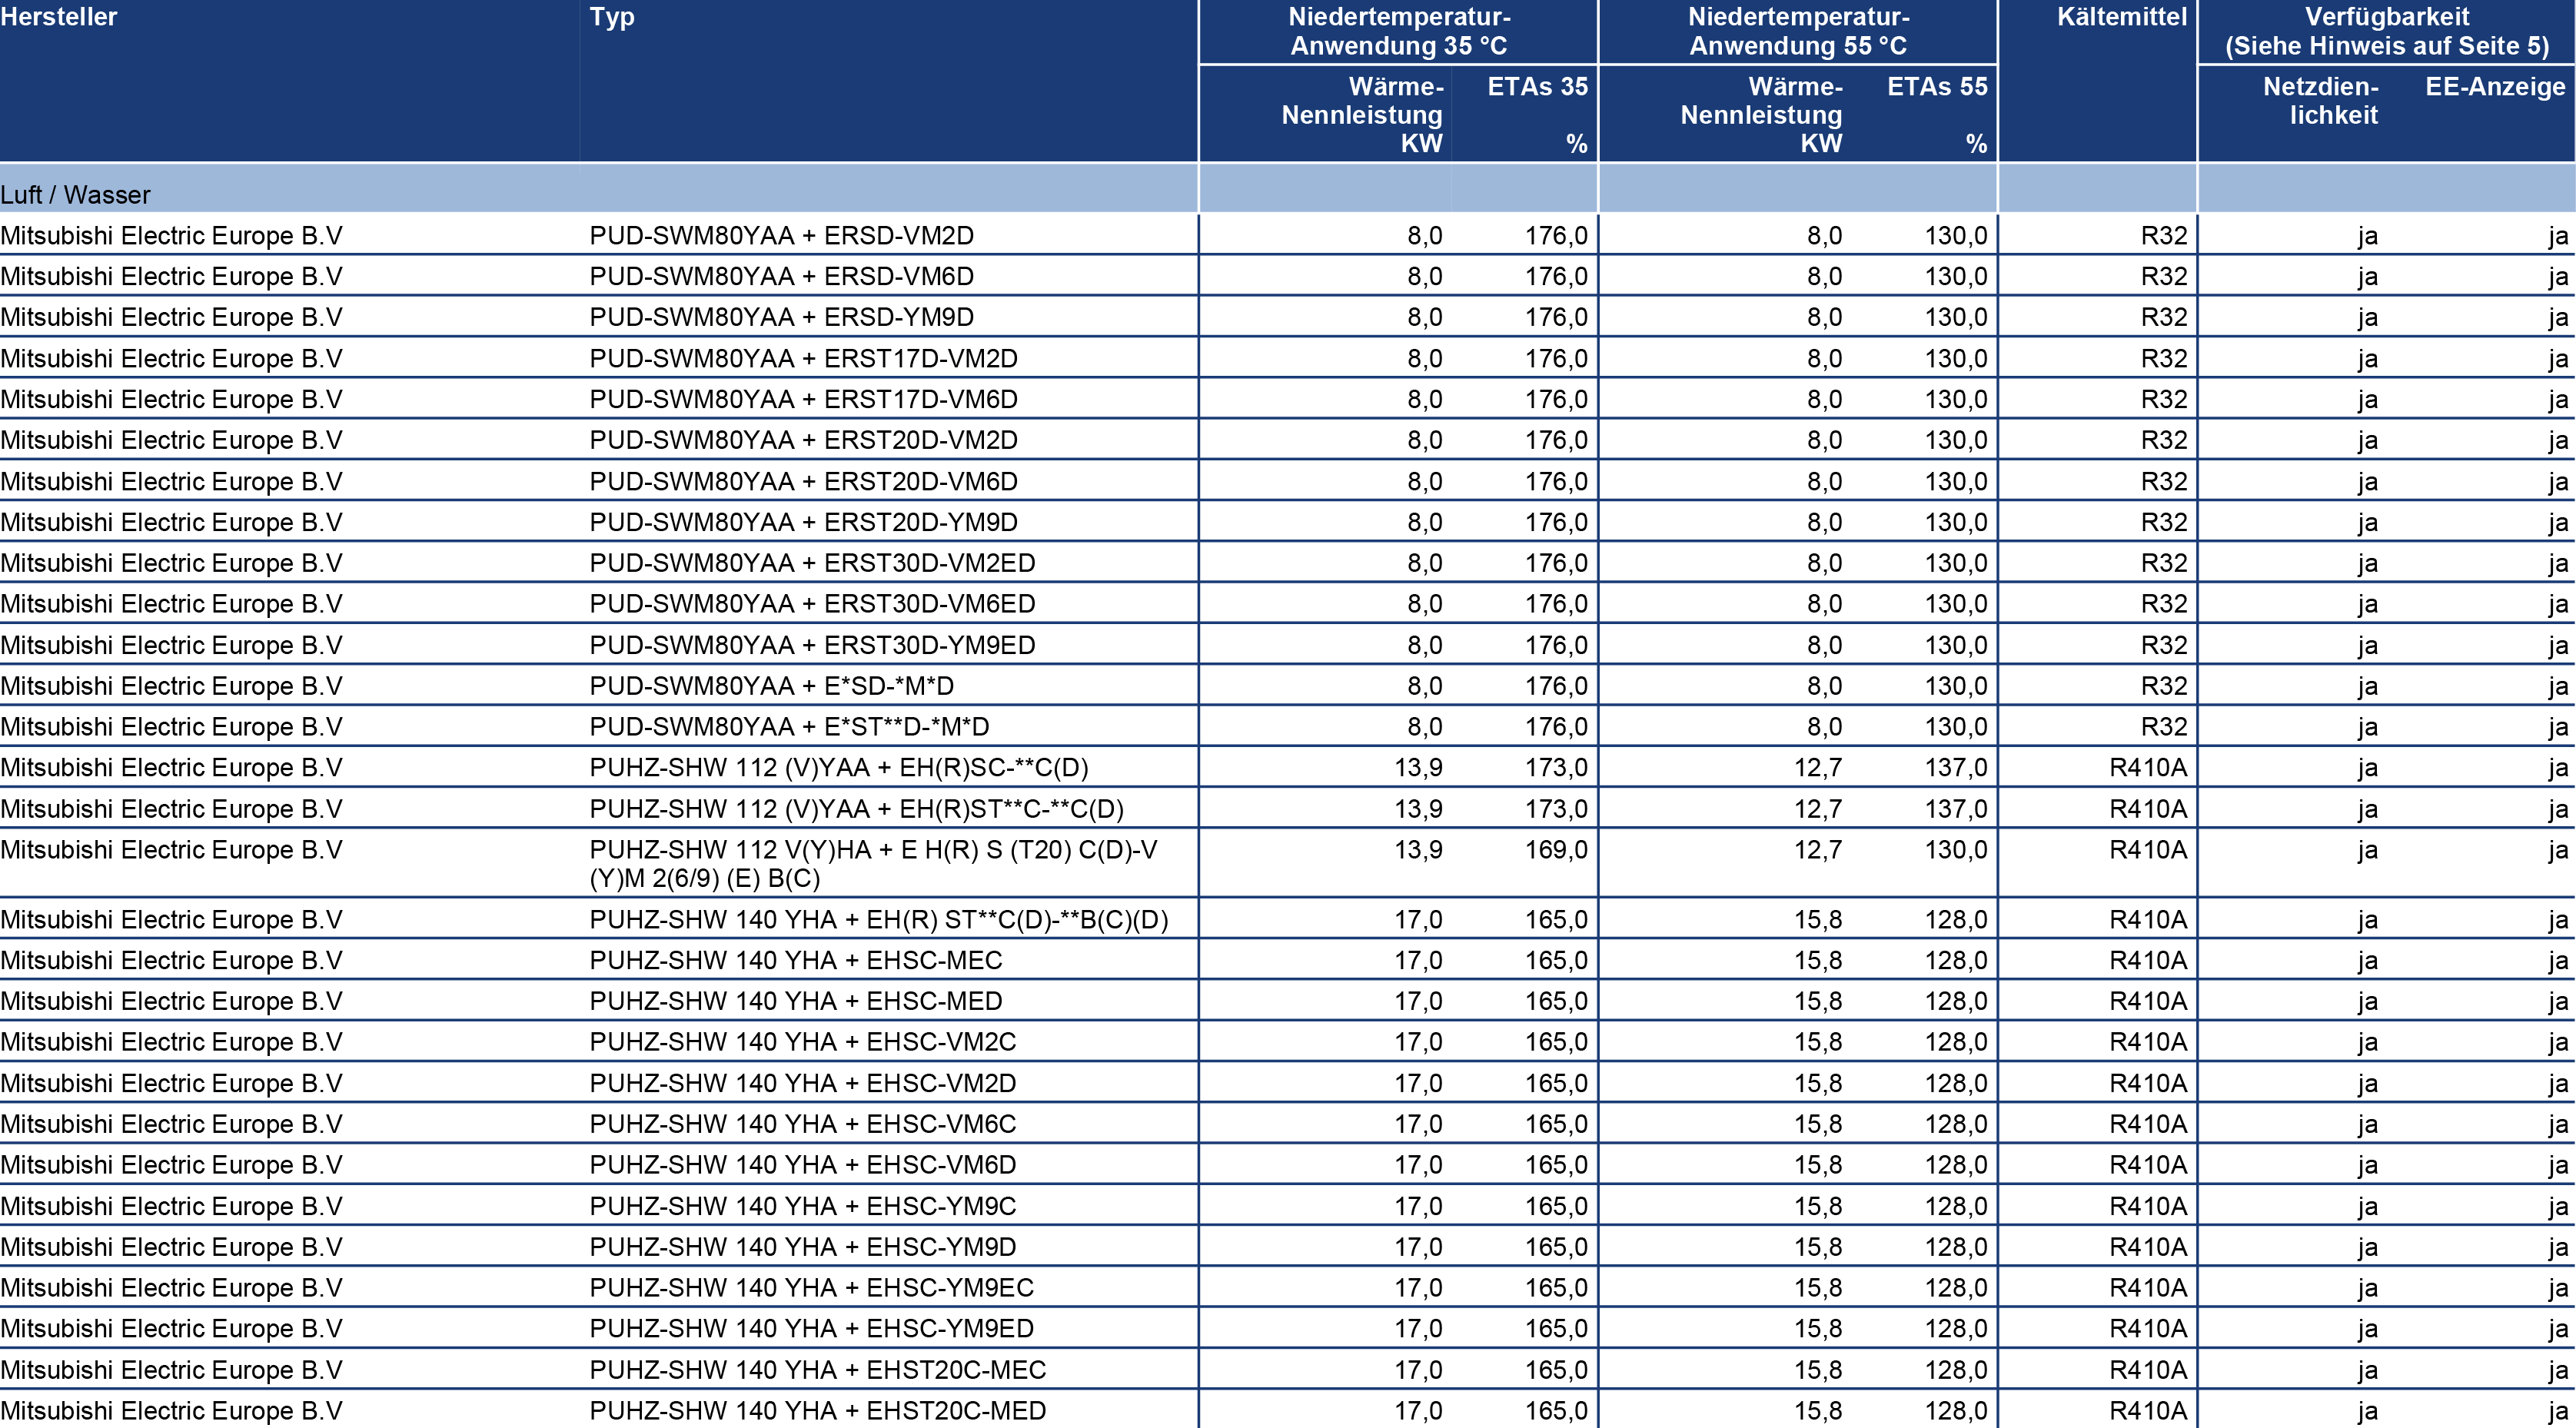 Hersteller Typ Niedertemperatur- Niedertemperatur- Kältemittel Verfügbarkeit
Anwendung 35 °C Anwendung 55 °C (Siehe Hinweis auf Seite 5)
Wärme- ETAs 35 Wärme- ETAs 55 Netzdien- EE-Anzeige
Nennleistung Nennleistung lichkeit
KW % KW %
Luft / Wasser
Mitsubishi Electric Europe B.V PUD-SWM80YAA + ERSD-VM2D 8,0 176,0 8,0 130,0 R32 ja ja
Mitsubishi Electric Europe B.V PUD-SWM80YAA + ERSD-VM6D 8,0 176,0 8,0 130,0 R32 ja ja
Mitsubishi Electric Europe B.V PUD-SWM80YAA + ERSD-YM9D 8,0 176,0 8,0 130,0 R32 ja ja
Mitsubishi Electric Europe B.V PUD-SWM80YAA + ERST17D-VM2D 8,0 176,0 8,0 130,0 R32 ja ja
Mitsubishi Electric Europe B.V PUD-SWM80YAA + ERST17D-VM6D 8,0 176,0 8,0 130,0 R32 ja ja
Mitsubishi Electric Europe B.V PUD-SWM80YAA + ERST20D-VM2D 8,0 176,0 8,0 130,0 R32 ja ja
Mitsubishi Electric Europe B.V PUD-SWM80YAA + ERST20D-VM6D 8,0 176,0 8,0 130,0 R32 ja ja
Mitsubishi Electric Europe B.V PUD-SWM80YAA + ERST20D-YM9D 8,0 176,0 8,0 130,0 R32 ja ja
Mitsubishi Electric Europe B.V PUD-SWM80YAA + ERST30D-VM2ED 8,0 176,0 8,0 130,0 R32 ja ja
Mitsubishi Electric Europe B.V PUD-SWM80YAA + ERST30D-VM6ED 8,0 176,0 8,0 130,0 R32 ja ja
Mitsubishi Electric Europe B.V PUD-SWM80YAA + ERST30D-YM9ED 8,0 176,0 8,0 130,0 R32 ja ja
Mitsubishi Electric Europe B.V PUD-SWM80YAA + E*SD-*M*D 8,0 176,0 8,0 130,0 R32 ja ja
Mitsubishi Electric Europe B.V PUD-SWM80YAA + E*ST**D-*M*D 8,0 176,0 8,0 130,0 R32 ja ja
Mitsubishi Electric Europe B.V PUHZ-SHW 112 (V)YAA + EH(R)SC-**C(D) 13,9 173,0 12,7 137,0 R410A ja ja
Mitsubishi Electric Europe B.V PUHZ-SHW 112 (V)YAA + EH(R)ST**C-**C(D) 13,9 173,0 12,7 137,0 R410A ja ja
Mitsubishi Electric Europe B.V PUHZ-SHW 112 V(Y)HA + E H(R) S (T20) C(D)-V 13,9 169,0 12,7 130,0 R410A ja ja
(Y)M 2(6/9) (E) B(C)
Mitsubishi Electric Europe B.V PUHZ-SHW 140 YHA + EH(R) ST**C(D)-**B(C)(D) 17,0 165,0 15,8 128,0 R410A ja ja
Mitsubishi Electric Europe B.V PUHZ-SHW 140 YHA + EHSC-MEC 17,0 165,0 15,8 128,0 R410A ja ja
Mitsubishi Electric Europe B.V PUHZ-SHW 140 YHA + EHSC-MED 17,0 165,0 15,8 128,0 R410A ja ja
Mitsubishi Electric Europe B.V PUHZ-SHW 140 YHA + EHSC-VM2C 17,0 165,0 15,8 128,0 R410A ja ja
Mitsubishi Electric Europe B.V PUHZ-SHW 140 YHA + EHSC-VM2D 17,0 165,0 15,8 128,0 R410A ja ja
Mitsubishi Electric Europe B.V PUHZ-SHW 140 YHA + EHSC-VM6C 17,0 165,0 15,8 128,0 R410A ja ja
Mitsubishi Electric Europe B.V PUHZ-SHW 140 YHA + EHSC-VM6D 17,0 165,0 15,8 128,0 R410A ja ja
Mitsubishi Electric Europe B.V PUHZ-SHW 140 YHA + EHSC-YM9C 17,0 165,0 15,8 128,0 R410A ja ja
Mitsubishi Electric Europe B.V PUHZ-SHW 140 YHA + EHSC-YM9D 17,0 165,0 15,8 128,0 R410A ja ja
Mitsubishi Electric Europe B.V PUHZ-SHW 140 YHA + EHSC-YM9EC 17,0 165,0 15,8 128,0 R410A ja ja
Mitsubishi Electric Europe B.V PUHZ-SHW 140 YHA + EHSC-YM9ED 17,0 165,0 15,8 128,0 R410A ja ja
Mitsubishi Electric Europe B.V PUHZ-SHW 140 YHA + EHST20C-MEC 17,0 165,0 15,8 128,0 R410A ja ja
Mitsubishi Electric Europe B.V PUHZ-SHW 140 YHA + EHST20C-MED 17,0 165,0 15,8 128,0 R410A ja ja